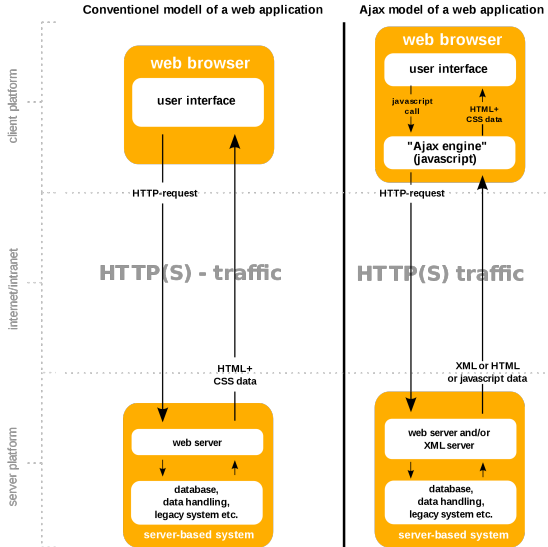 Conventionel modell of a web application
web browser
user interface
HTTP-request
HTTP(S) - traffic
HTML+
CSS data
web server
database,
data handling,
legacy system etc.
server-based system
Ajax model of a web application
web browser
user interface
javascript
call
HTML+
CSS data
"Ajax engine"
(javascript)
HTTP-request
HTTP(S) traffic
XML or HTML
or javascript data
web server and/or
XML server
database,
data handling,
legacy system etc.
server-based system
client platform
internet/intranet
server platform